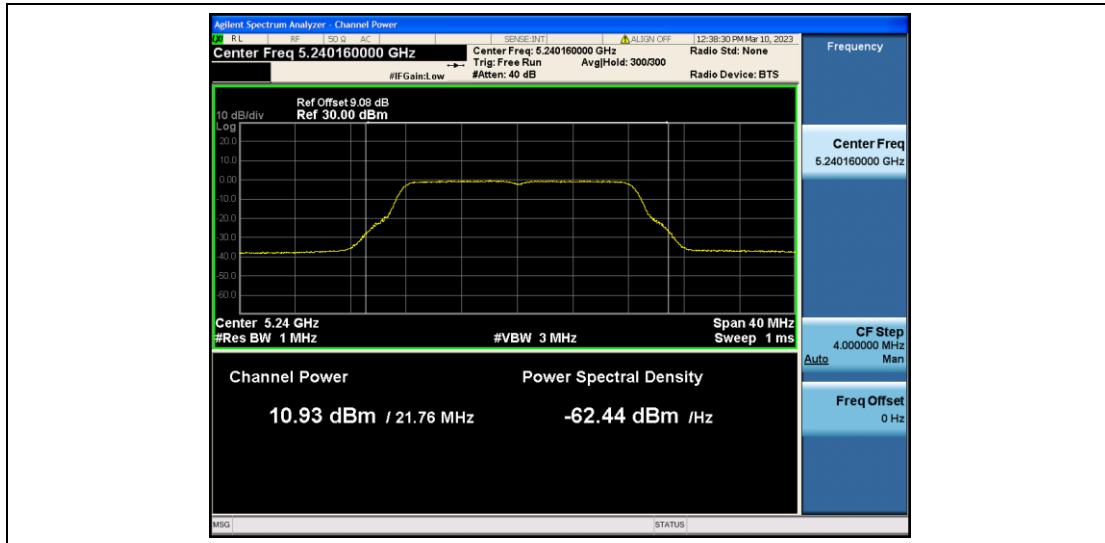 Agilent Spectrum Analyzer - Channel Power
RL RF 50 Ω AC SENSE:INT ALIGN OFF 12:38:30 PM Mar 10, 2023
Center Freq 5.240160000 GHz
Center Freq: 5.240160000 GHz Radio Std: None
Trig: Free Run Avg|Hold: 300/300
#IFGain:Low #Atten: 40 dB Radio Device: BTS
Frequency
Ref Offset 9.08 dB
10 dB/div Ref 30.00 dBm
Log
20.0
10.0
0.00
-10.0
-20.0
-30.0
-40.0
-50.0
-60.0
Center 5.24 GHz Span 40 MHz
#Res BW 1 MHz #VBW 3 MHz Sweep 1 ms
Channel Power Power Spectral Density
10.93 dBm / 21.76 MHz -62.44 dBm /Hz
Center Freq
5.240160000 GHz
CF Step
4.000000 MHz
Auto Man
Freq Offset
0 Hz
MSG STATUS